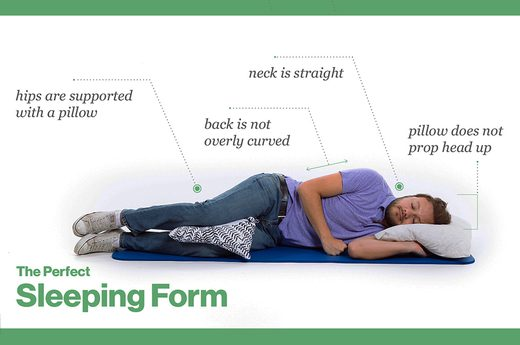 neck is straight
hips are supported
with a pillow
back is not
overly curved
pillow does not
prop head up
The Perfect
Sleeping Form